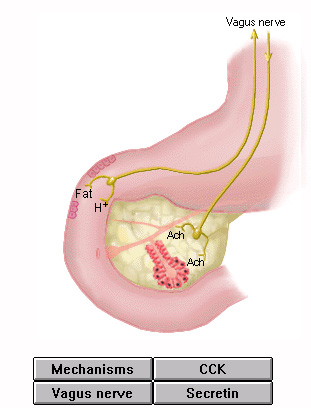 Vagus nerve
Fat
H+
Ach
Ach
Mechanisms
CCK
Vagus nerve
Secretin